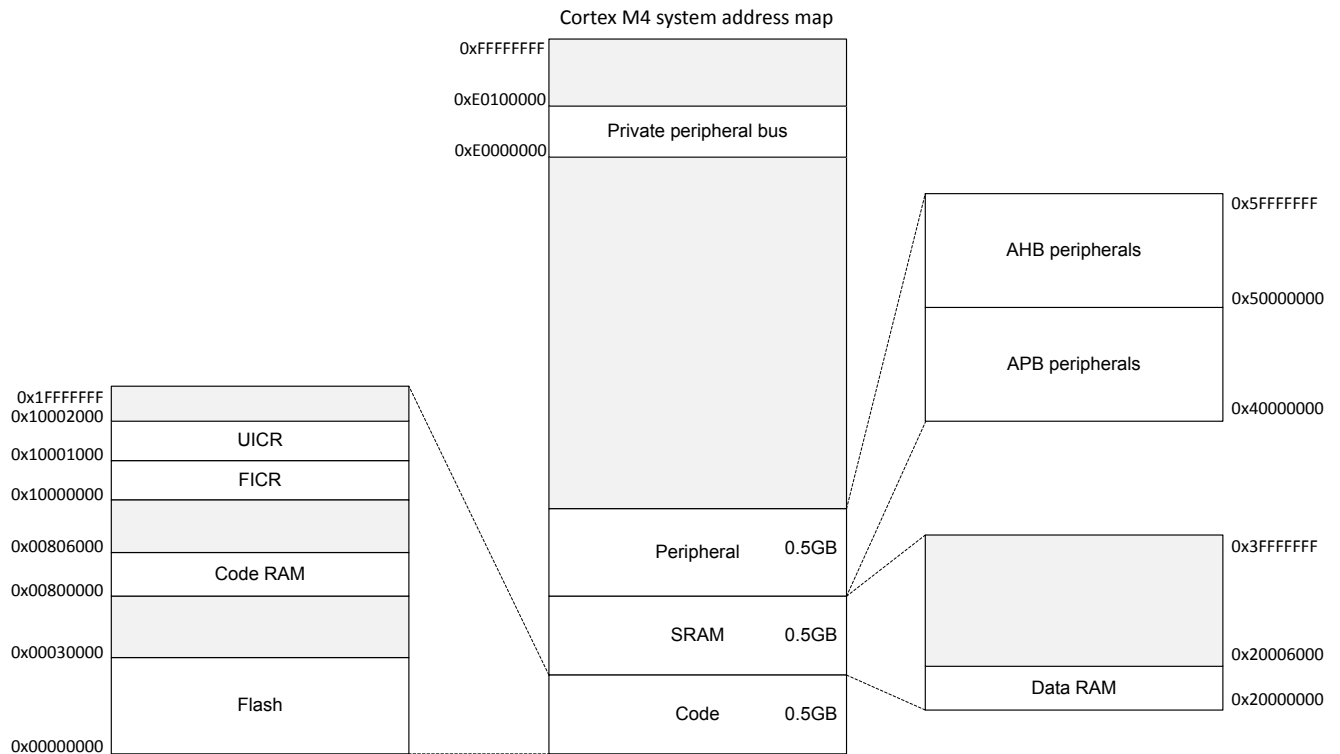 Cortex M4 system address map
0xFFFFFFFF
0xE0100000
Private peripheral bus
0xE0000000
0x5FFFFFFF
AHB peripherals
0x50000000
APB peripherals
0x40000000
0x1FFFFFFF
0x10002000
UICR
0x10001000
FICR
0x10000000
0x00806000
Code RAM
0x00800000
0x00030000
Flash
0x00000000
Peripheral 0.5GB
SRAM 0.5GB
Code 0.5GB
0x3FFFFFFF
0x20006000
Data RAM
0x20000000